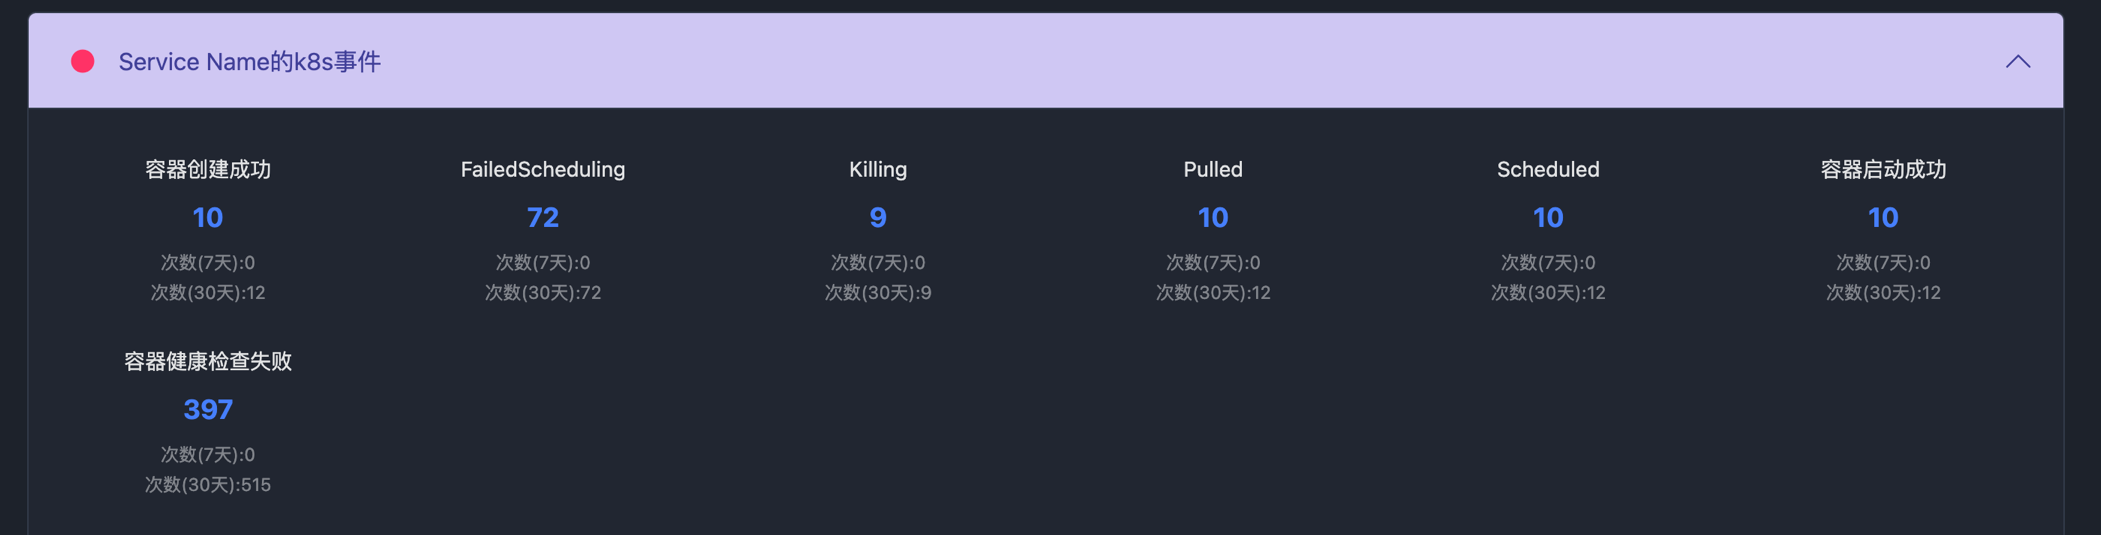 Service Name的k8s事件
容器创建成功
10
次数(7天):0
次数(30天):12
FailedScheduling
72
次数(7天):0
次数(30天):72
Killing
9
次数(7天):0
次数(30天):9
Pulled
10
次数(7天):0
次数(30天):12
Scheduled
10
次数(7天):0
次数(30天):12
容器启动成功
10
次数(7天):0
次数(30天):12
容器健康检查失败
397
次数(7天):0
次数(30天):515